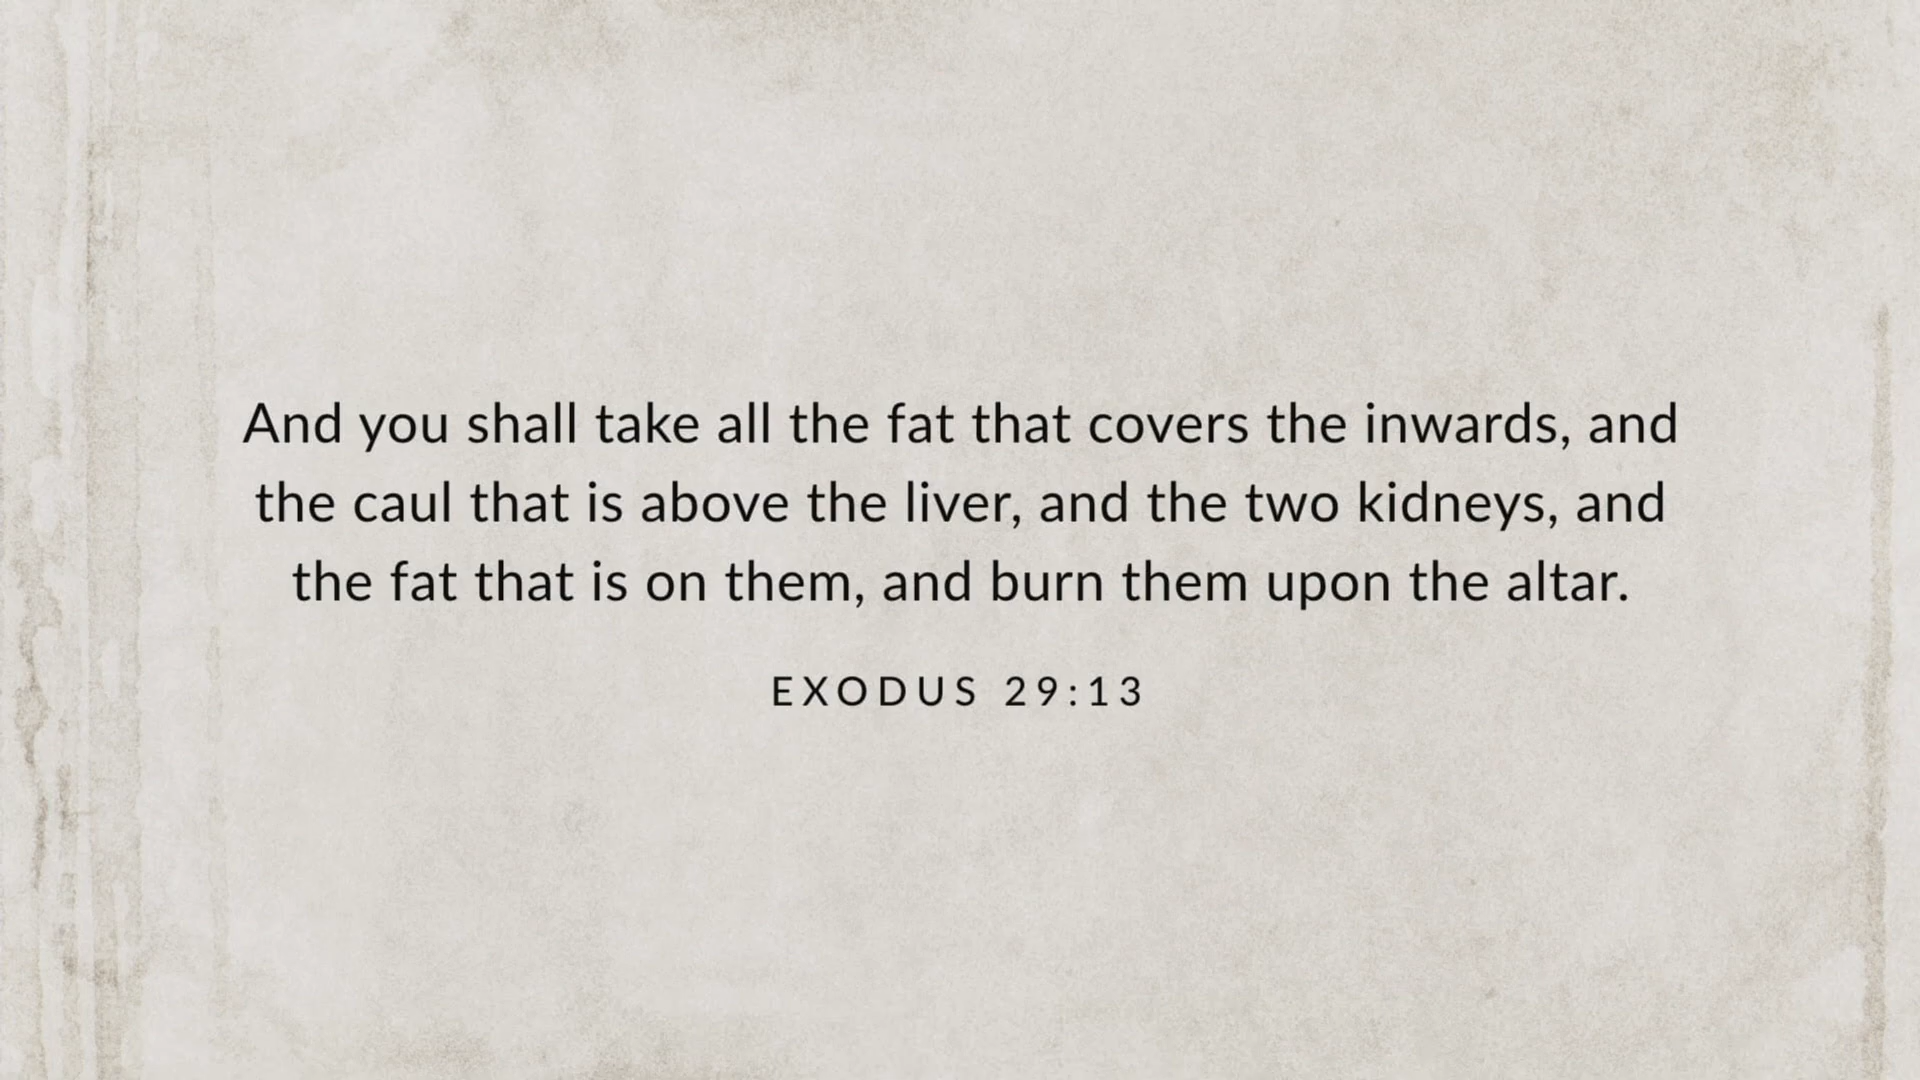 And you shall take all the fat that covers the inwards, and
the caul that is above the liver, and the two kidneys, and
the fat that is on them, and burn them upon the altar.
EXODUS 29:13